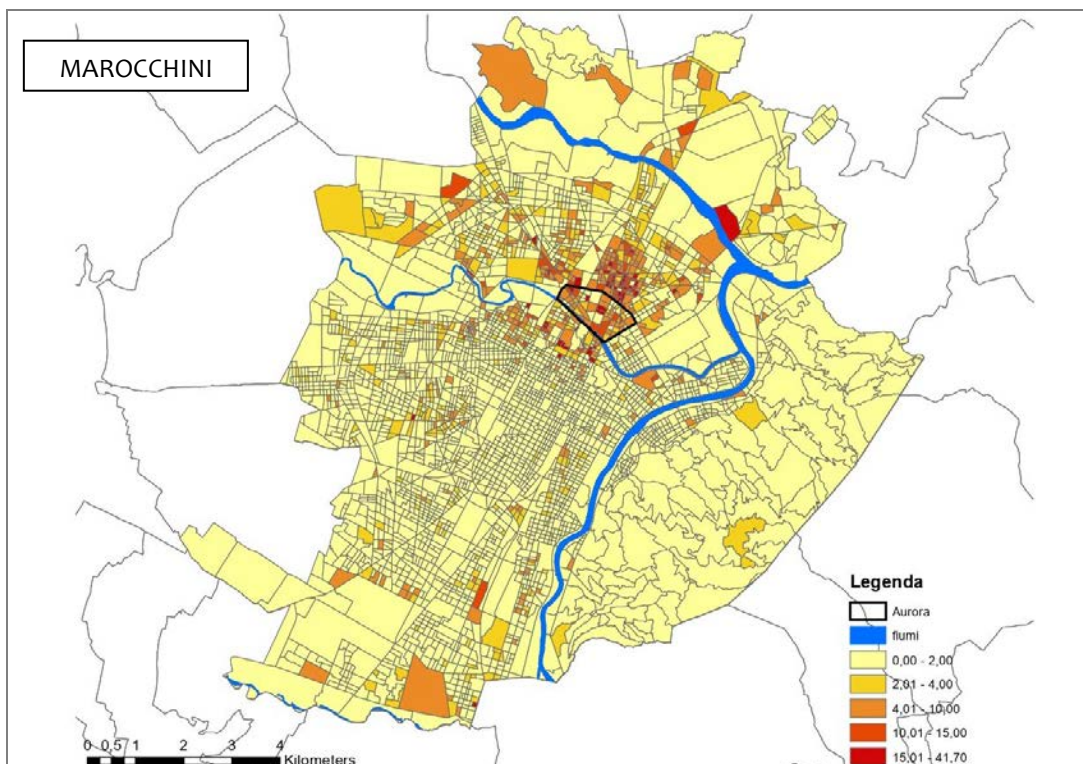 MAROCCHINI
Legenda
Aurora
fiumi
0,00 - 2,00
2,01 - 4,00
4,01 - 10,00
10,01 - 15,00
15,01 - 41,70
0 0,5 1 2 3 4
Kilometers